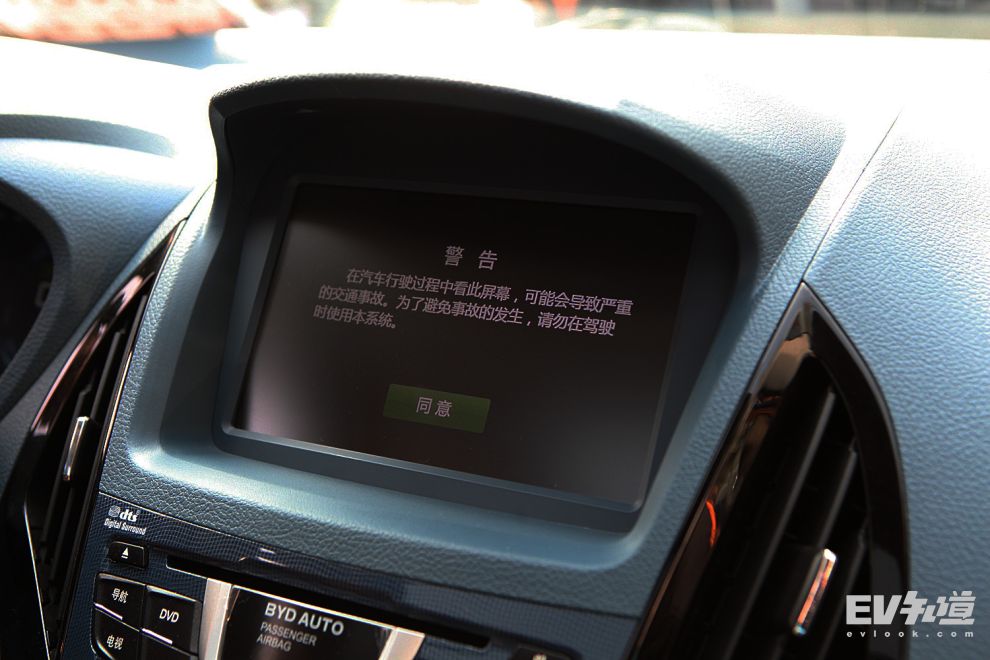 警 告
在汽车行驶过程中看此屏幕，可能会导致严重
的交通事故。为了避免事故的发生，请勿在驾驶
时使用本系统。
同 意
dts
Digital Surround
导航
DVD
电视
BYD AUTO
PASSENGER
AIRBAG
EV知道
evlook.com